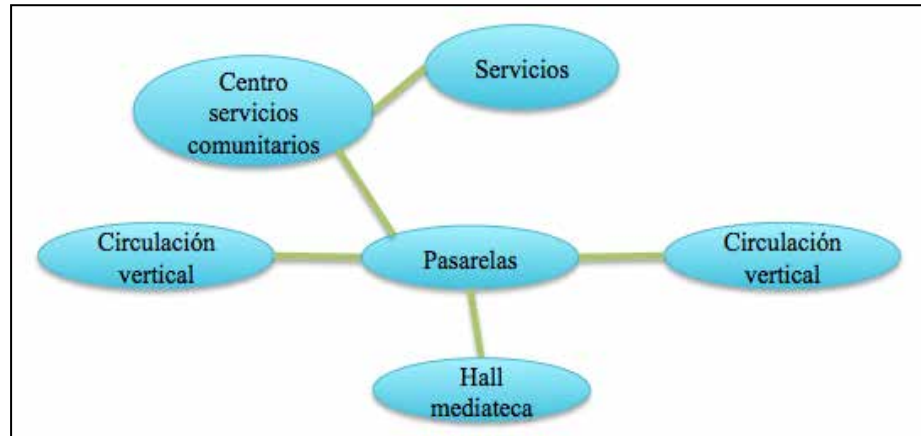 Servicios
Centro
servicios
comunitarios
Circulación
vertical
Pasarelas
Circulación
vertical
Hall
mediateca